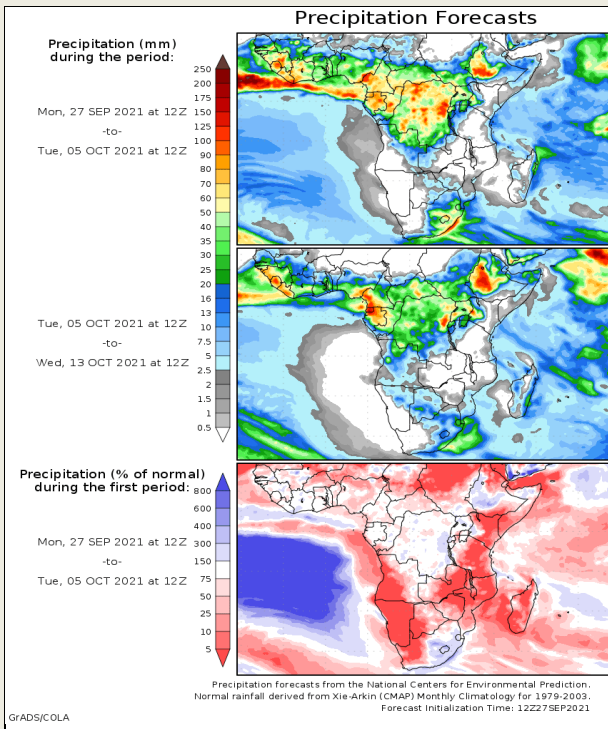 Precipitation Forecasts
Precipitation (mm)
during the period:
Mon, 27 SEP 2021 at 12Z
-to-
Tue, 05 OCT 2021 at 12Z
250
200
175
150
125
100
90
80
70
60
50
40
35
30
25
20
16
13
10
7.5
5
2.5
2
1.5
1
0.5
Tue, 05 OCT 2021 at 12Z
-to-
Wed, 13 OCT 2021 at 12Z
Precipitation (% of normal)
during the first period:
Mon, 27 SEP 2021 at 12Z
-to-
Tue, 05 OCT 2021 at 12Z
800
600
400
300
150
75
50
25
10
5
Precipitation forecasts from the National Centers for Environmental Prediction.
Normal rainfall derived from Xie-Arkin (CMAP) Monthly Climatology for 1979-2003.
Forecast Initialization Time: 12Z27SEP2021
GrADS/COLA